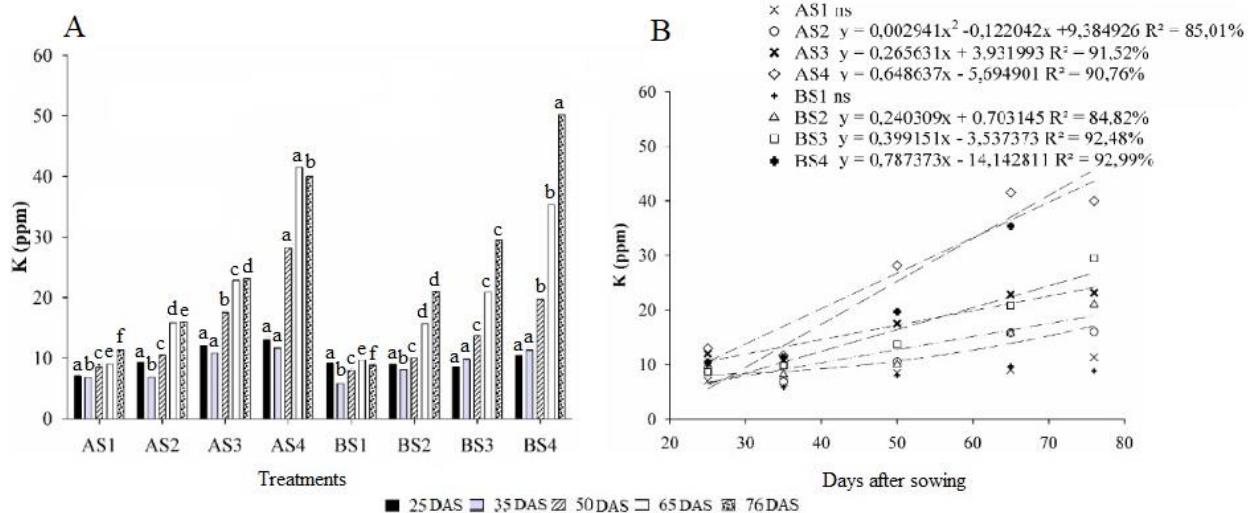 A
K (ppm)
60
50
40
30
20
10
0
a b c e f
a b c d e
a a b c d
a a a a b
a b c e f
a b c d d
a a c c c
a a a b a
AS1 AS2 AS3 AS4 BS1 BS2 BS3 BS4
Treatments
B
AS1 ns
AS2 y = 0,002941x² -0,122042x +9,384926 R² = 85,01%
AS3 y = 0,265631x + 3,931993 R² = 91,52%
AS4 y = 0,648637x - 5,694901 R² = 90,76%
BS1 ns
BS2 y = 0,240309x + 0.703145 R² = 84,82%
BS3 y = 0,399151x - 3,537373 R² = 92,48%
BS4 y = 0,787373x - 14,142811 R² = 92,99%
K (ppm)
60
50
40
30
20
10
0
20 30 40 50 60 70 80
Days after sowing
25 DAS 35 DAS 50 DAS 65 DAS 76 DAS